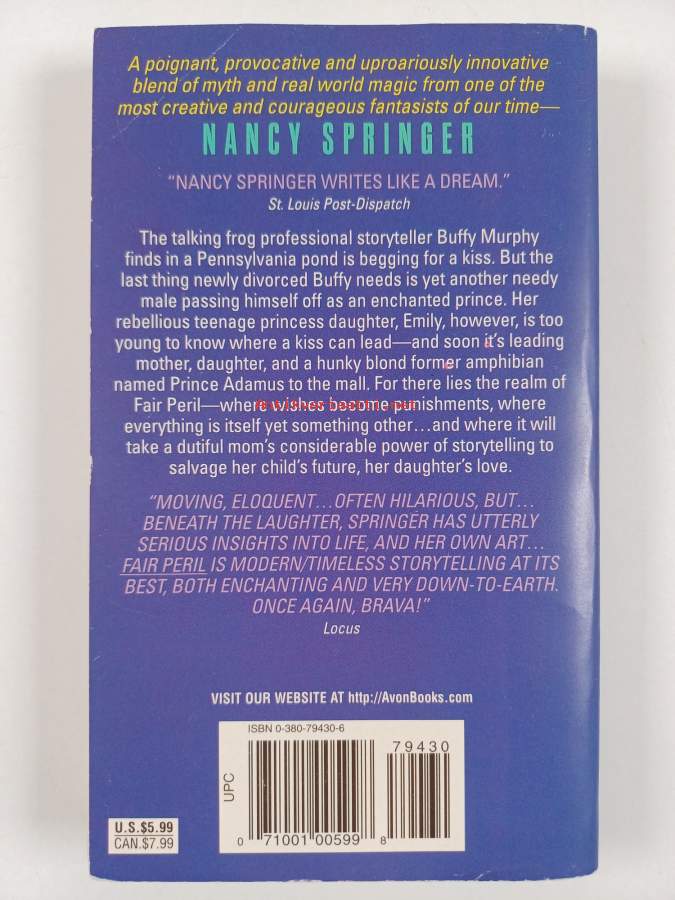 A poignant, provocative and uproariously innovative
blend of myth and real world magic from one of the
most creative and courageous fantasists of our time—
NANCY SPRINGER
"NANCY SPRINGER WRITES LIKE A DREAM."
St. Louis Post-Dispatch
The talking frog professional storyteller Buffy Murphy
finds in a Pennsylvania pond is begging for a kiss. But the
last thing newly divorced Buffy needs is yet another needy
male passing himself off as an enchanted prince. Her
rebellious teenage princess daughter, Emily, however, is too
young to know where a kiss can lead—and soon it's leading
mother, daughter, and a hunky blond former amphibian
named Prince Adamus to the mall. For there lies the realm of
Fair Peril—where wishes become punishments, where
everything is itself yet something other...and where it will
take a dutiful mom's considerable power of storytelling to
salvage her child's future, her daughter's love.
"MOVING, ELOQUENT...OFTEN HILARIOUS, BUT...
BENEATH THE LAUGHTER, SPRINGER HAS UTTERLY
SERIOUS INSIGHTS INTO LIFE, AND HER OWN ART...
FAIR PERIL IS MODERN/TIMELESS STORYTELLING AT ITS
BEST, BOTH ENCHANTING AND VERY DOWN-TO-EARTH.
ONCE AGAIN, BRAVA!"
Locus
VISIT OUR WEBSITE AT http://AvonBooks.com
ISBN 0-380-79430-6
79430
UPC
0 71001 00599 8
U.S.$5.99
CAN.$7.99